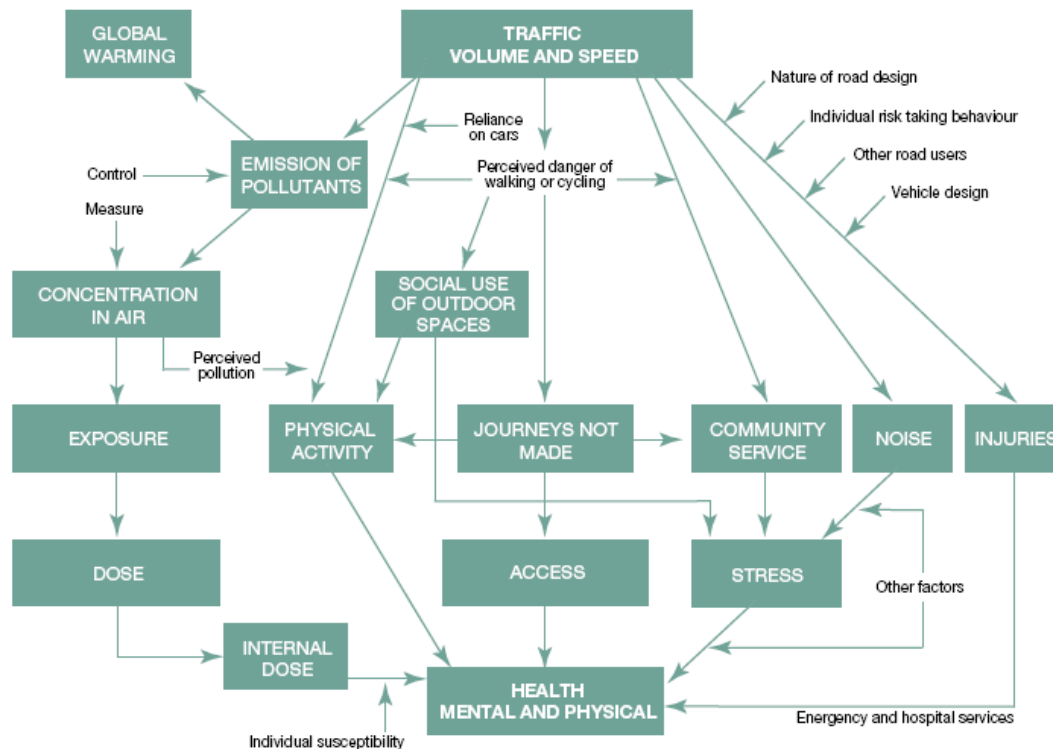 GLOBAL
WARMING
TRAFFIC
VOLUME AND SPEED
Nature of road design
Individual risk taking behaviour
Other road users
Vehicle design
Reliance
on cars
Control
EMISSION OF
POLLUTANTS
Perceived danger of
walking or cycling
Measure
CONCENTRATION
IN AIR
SOCIAL USE
OF OUTDOOR
SPACES
Perceived
pollution
EXPOSURE
PHYSICAL
ACTIVITY
JOURNEYS NOT
MADE
COMMUNITY
SERVICE
NOISE
INJURIES
DOSE
ACCESS
STRESS
Other factors
INTERNAL
DOSE
HEALTH
MENTAL AND PHYSICAL
Energency and hospital services
Individual susceptibility